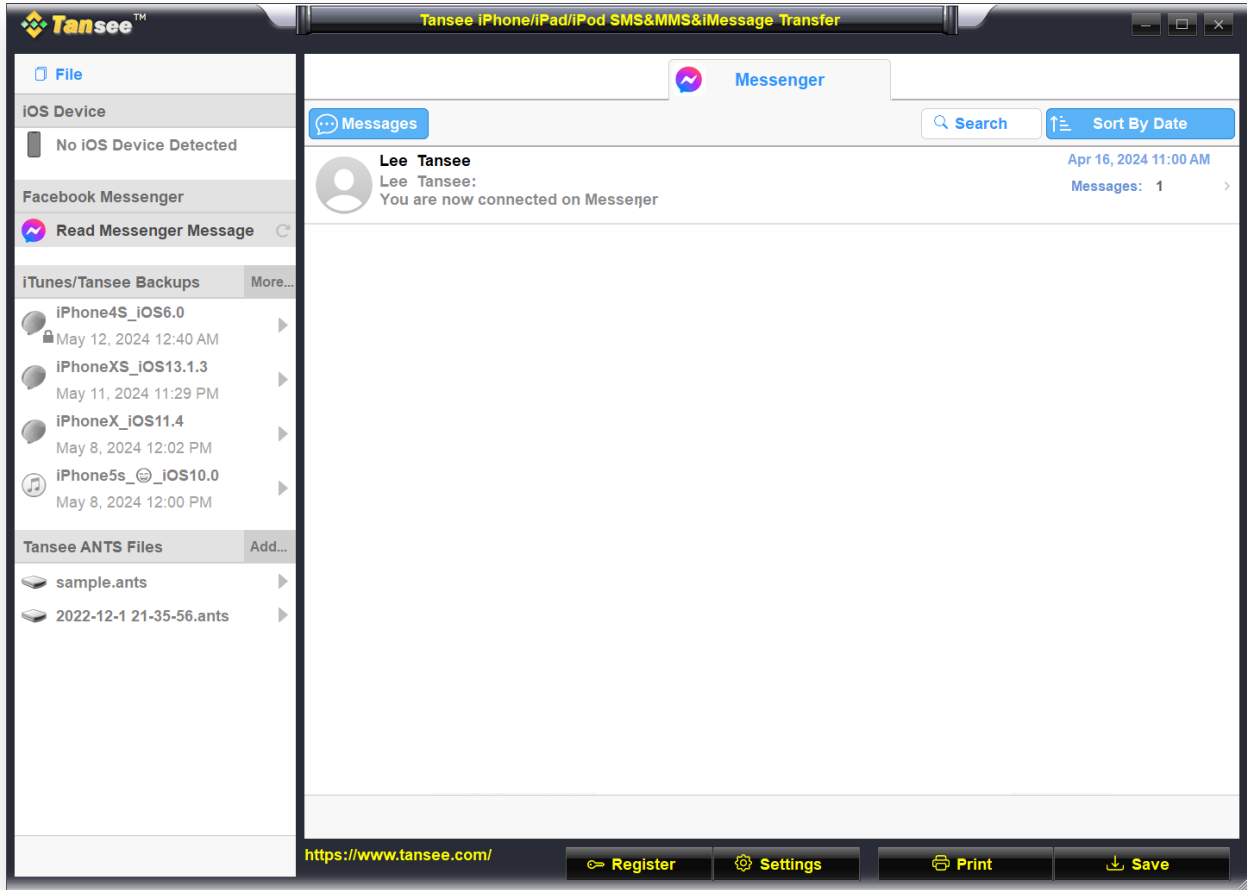 Tansee™
Tansee iPhone/iPad/iPod SMS&MMS&iMessage Transfer
File
iOS Device
No iOS Device Detected
Facebook Messenger
Read Messenger Message
iTunes/Tansee Backups More...
iPhone4S_iOS6.0
May 12, 2024 12:40 AM
iPhoneXS_iOS13.1.3
May 11, 2024 11:29 PM
iPhoneX_iOS11.4
May 8, 2024 12:02 PM
iPhone5s_😄_iOS10.0
May 8, 2024 12:00 PM
Tansee ANTS Files Add...
sample.ants
2022-12-1 21-35-56.ants
Messenger
Messages Search Sort By Date
Lee Tansee Apr 16, 2024 11:00 AM
Lee Tansee: Messages: 1
You are now connected on Messenger
https://www.tansee.com/
Register Settings Print Save